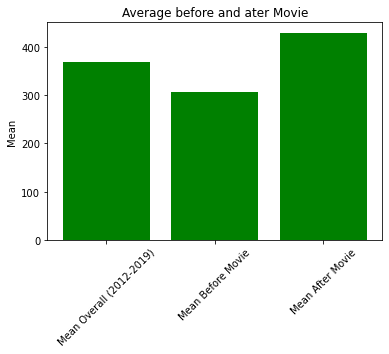 Average before and ater Movie
Mean
400
300
200
100
0
Mean Overall (2012-2019)
Mean Before Movie
Mean After Movie